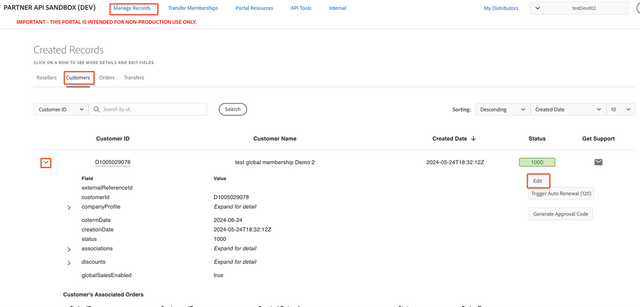 PARTNER API SANDBOX (DEV) Manage Records Transfer Memberships Portal Resources API Tools Internal My Distributors testDev002
IMPORTANT - THIS PORTAL IS INTENDED FOR NON-PRODUCTION USE ONLY.
Created Records
CLICK ON A ROW TO SEE MORE DETAILS AND EDIT FIELDS
Resellers Customers Orders Transfers
Customer ID Search by id.. Search Sorting: Descending Created Date 10
Customer ID Customer Name Created Date Status Get Support
D1005029078 test global membership Demo 2 2024-05-24T18:32:12Z 1000
Field Value Edit
externalReferenceId
customerId D1005029078 Trigger Auto Renewal (120)
companyProfile Expand for detail
cotermDate 2024-06-24 Generate Approval Code
creationDate 2024-05-24T18:32:12Z
status 1000
associations Expand for detail
discounts Expand for detail
globalSalesEnabled true
Customer's Associated Orders